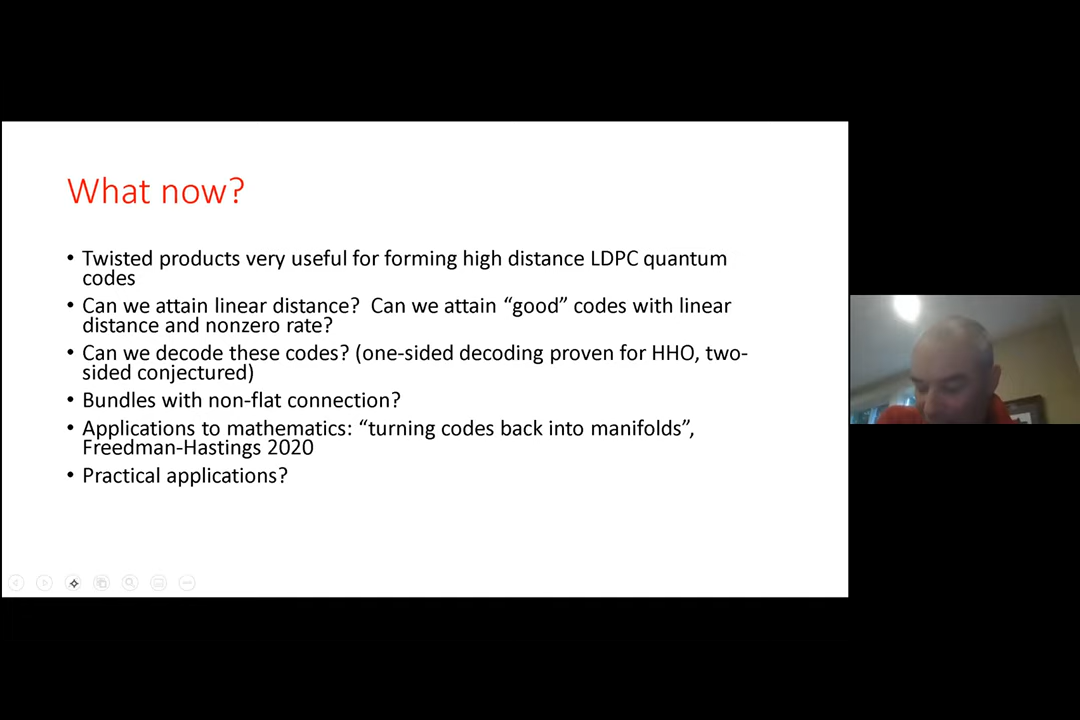 What now?
• Twisted products very useful for forming high distance LDPC quantum
codes
• Can we attain linear distance?  Can we attain “good” codes with linear
distance and nonzero rate?
• Can we decode these codes? (one-sided decoding proven for HHO, two-
sided conjectured)
• Bundles with non-flat connection?
• Applications to mathematics: “turning codes back into manifolds”,
Freedman-Hastings 2020
• Practical applications?